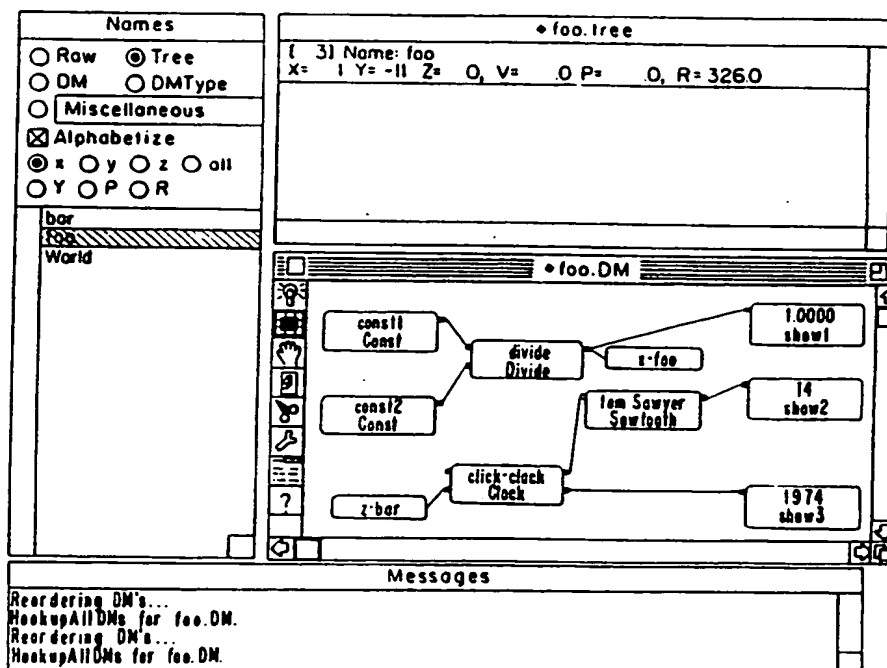 Names
Raw Tree
DM DMType
Miscellaneous
Alphabetize
x y z all
Y P R
bar
foo
World
•foo.tree
[ 3] Name: foo
X= 1 Y= -11 Z= 0, V= .0 P= .0, R= 326.0
•foo.DM
const1
Const
const2
Const
divide
Divide
x-foo
1.0000
show1
tom Sawyer
Sawtooth
14
show2
click-clack
Clock
z-bar
1974
show3
?
Messages
Reordering DM's...
HookupAllDMs for foo.DM.
Reordering DM's...
HookupAllDMs for foo.DM.